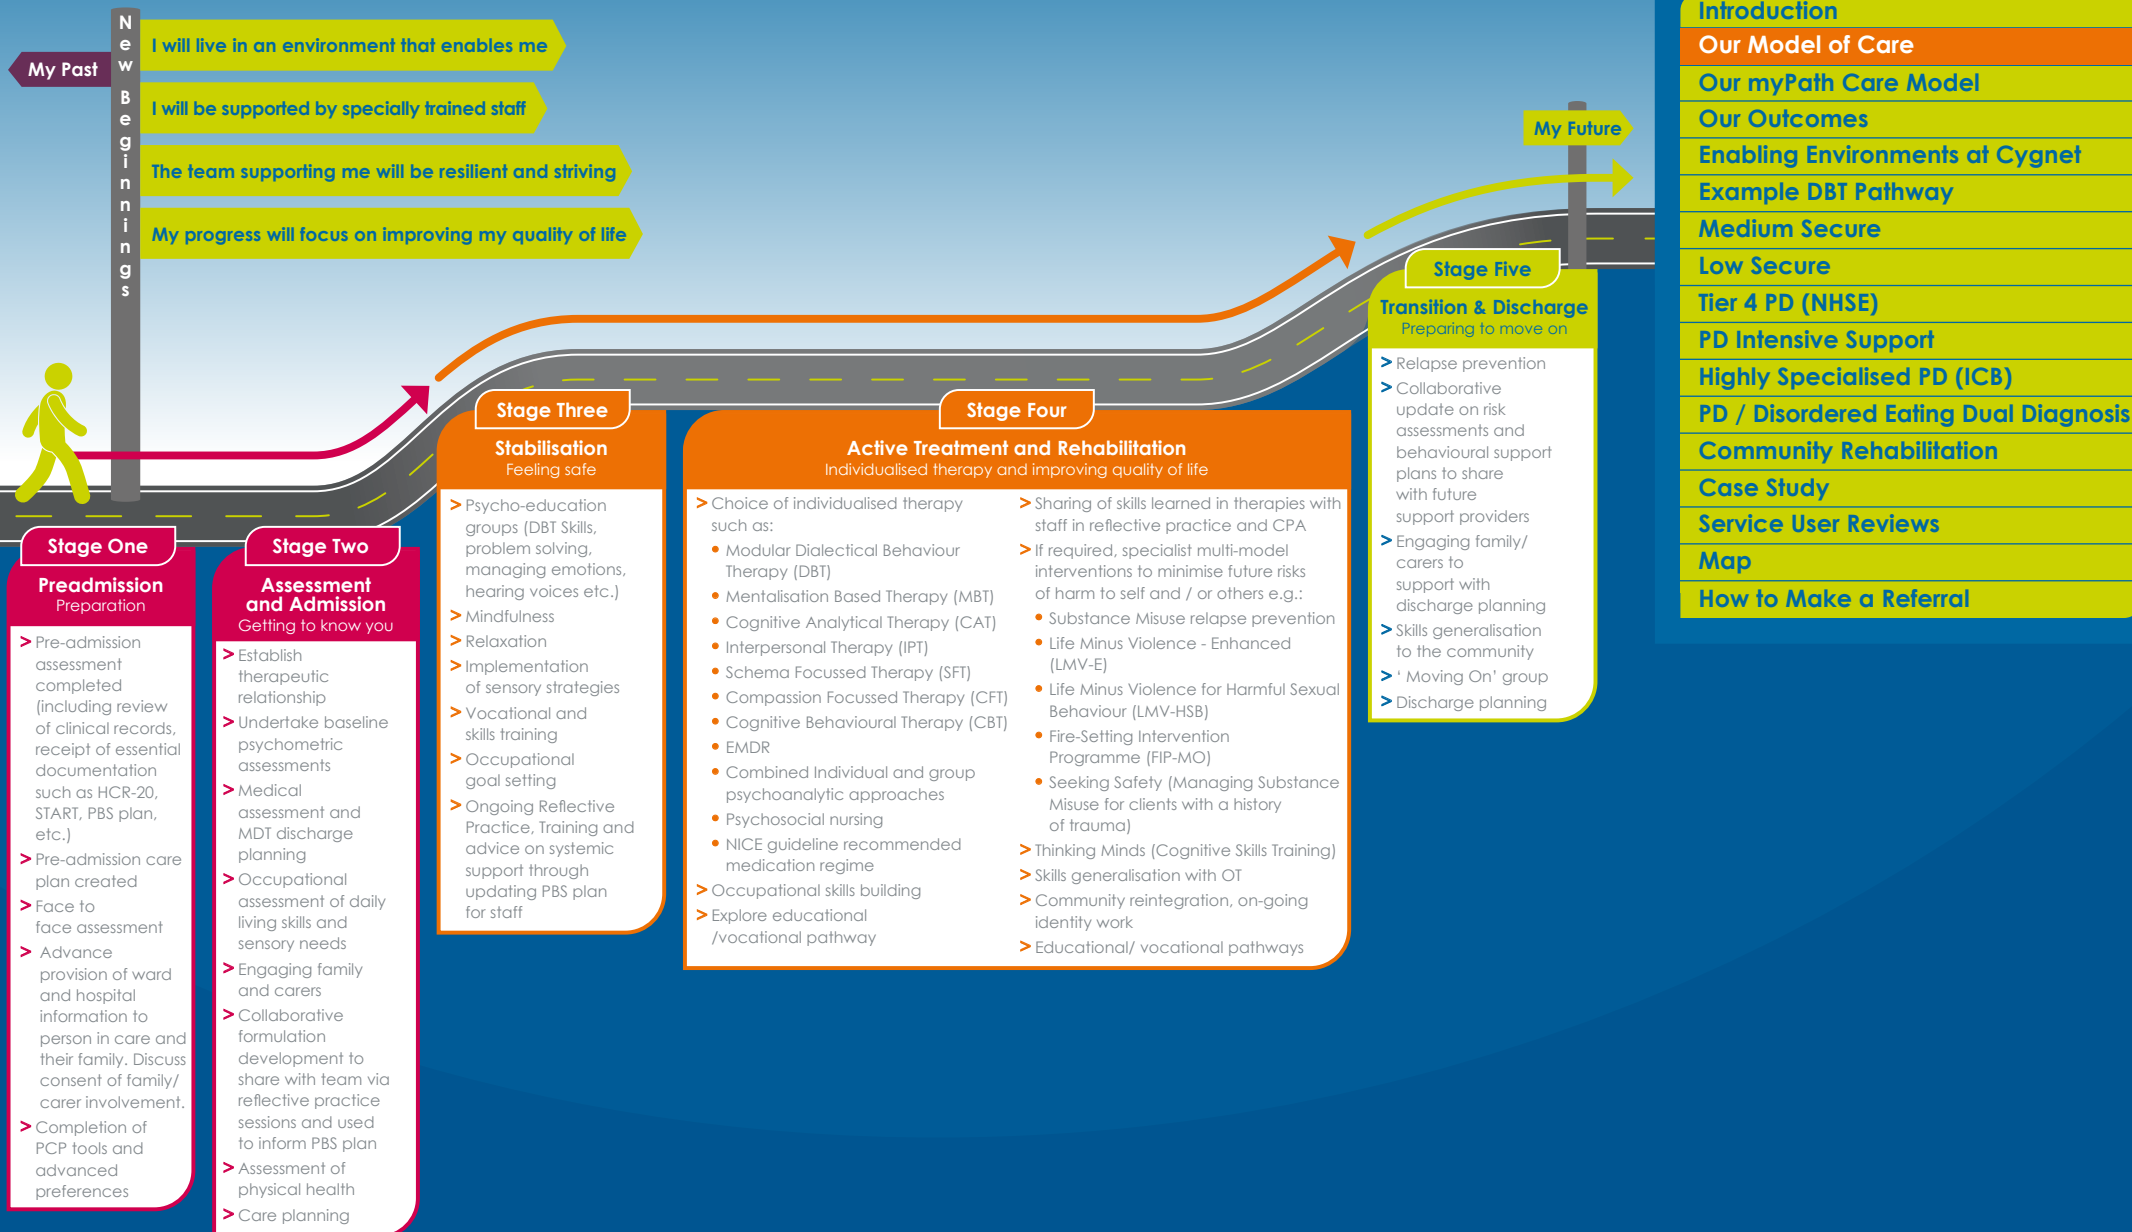 New Beginnings
My Past
I will live in an environment that enables me
I will be supported by specially trained staff
The team supporting me will be resilient and striving
My progress will focus on improving my quality of life
My Future
Stage One
Preadmission
Preparation
> Pre-admission
assessment
completed
(including review
of clinical records,
receipt of essential
documentation
such as HCR-20,
START, PBS plan,
etc.)
> Pre-admission care
plan created
> Face to
face assessment
> Advance
provision of ward
and hospital
information to
person in care and
their family. Discuss
consent of family/
carer involvement.
> Completion of
PCP tools and
advanced
preferences
Stage Two
Assessment
and Admission
Getting to know you
> Establish
therapeutic
relationship
> Undertake baseline
psychometric
assessments
> Medical
assessment and
MDT discharge
planning
> Occupational
assessment of daily
living skills and
sensory needs
> Engaging family
and carers
> Collaborative
formulation
development to
share with team via
reflective practice
sessions and used
to inform PBS plan
> Assessment of
physical health
> Care planning
Stage Three
Stabilisation
Feeling safe
> Psycho-education
groups (DBT Skills,
problem solving,
managing emotions,
hearing voices etc.)
> Mindfulness
> Relaxation
> Implementation
of sensory strategies
> Vocational and
skills training
> Occupational
goal setting
> Ongoing Reflective
Practice, Training and
advice on systemic
support through
updating PBS plan
for staff
Stage Four
Active Treatment and Rehabilitation
Individualised therapy and improving quality of life
> Choice of individualised therapy
such as:
• Modular Dialectical Behaviour
Therapy (DBT)
• Mentalisation Based Therapy (MBT)
• Cognitive Analytical Therapy (CAT)
• Interpersonal Therapy (IPT)
• Schema Focussed Therapy (SFT)
• Compassion Focussed Therapy (CFT)
• Cognitive Behavioural Therapy (CBT)
• EMDR
• Combined Individual and group
psychoanalytic approaches
• Psychosocial nursing
• NICE guideline recommended
medication regime
> Occupational skills building
> Explore educational
/vocational pathway
> Sharing of skills learned in therapies with
staff in reflective practice and CPA
> If required, specialist multi-model
interventions to minimise future risks
of harm to self and / or others e.g.:
• Substance Misuse relapse prevention
• Life Minus Violence - Enhanced
(LMV-E)
• Life Minus Violence for Harmful Sexual
Behaviour (LMV-HSB)
• Fire-Setting Intervention
Programme (FIP-MO)
• Seeking Safety (Managing Substance
Misuse for clients with a history
of trauma)
> Thinking Minds (Cognitive Skills Training)
> Skills generalisation with OT
> Community reintegration, on-going
identity work
> Educational/ vocational pathways
Stage Five
Transition & Discharge
Preparing to move on
> Relapse prevention
> Collaborative
update on risk
assessments and
behavioural support
plans to share
with future
support providers
> Engaging family/
carers to
support with
discharge planning
> Skills generalisation
to the community
> ' Moving On' group
> Discharge planning
Introduction
Our Model of Care
Our myPath Care Model
Our Outcomes
Enabling Environments at Cygnet
Example DBT Pathway
Medium Secure
Low Secure
Tier 4 PD (NHSE)
PD Intensive Support
Highly Specialised PD (ICB)
PD / Disordered Eating Dual Diagnosis
Community Rehabilitation
Case Study
Service User Reviews
Map
How to Make a Referral